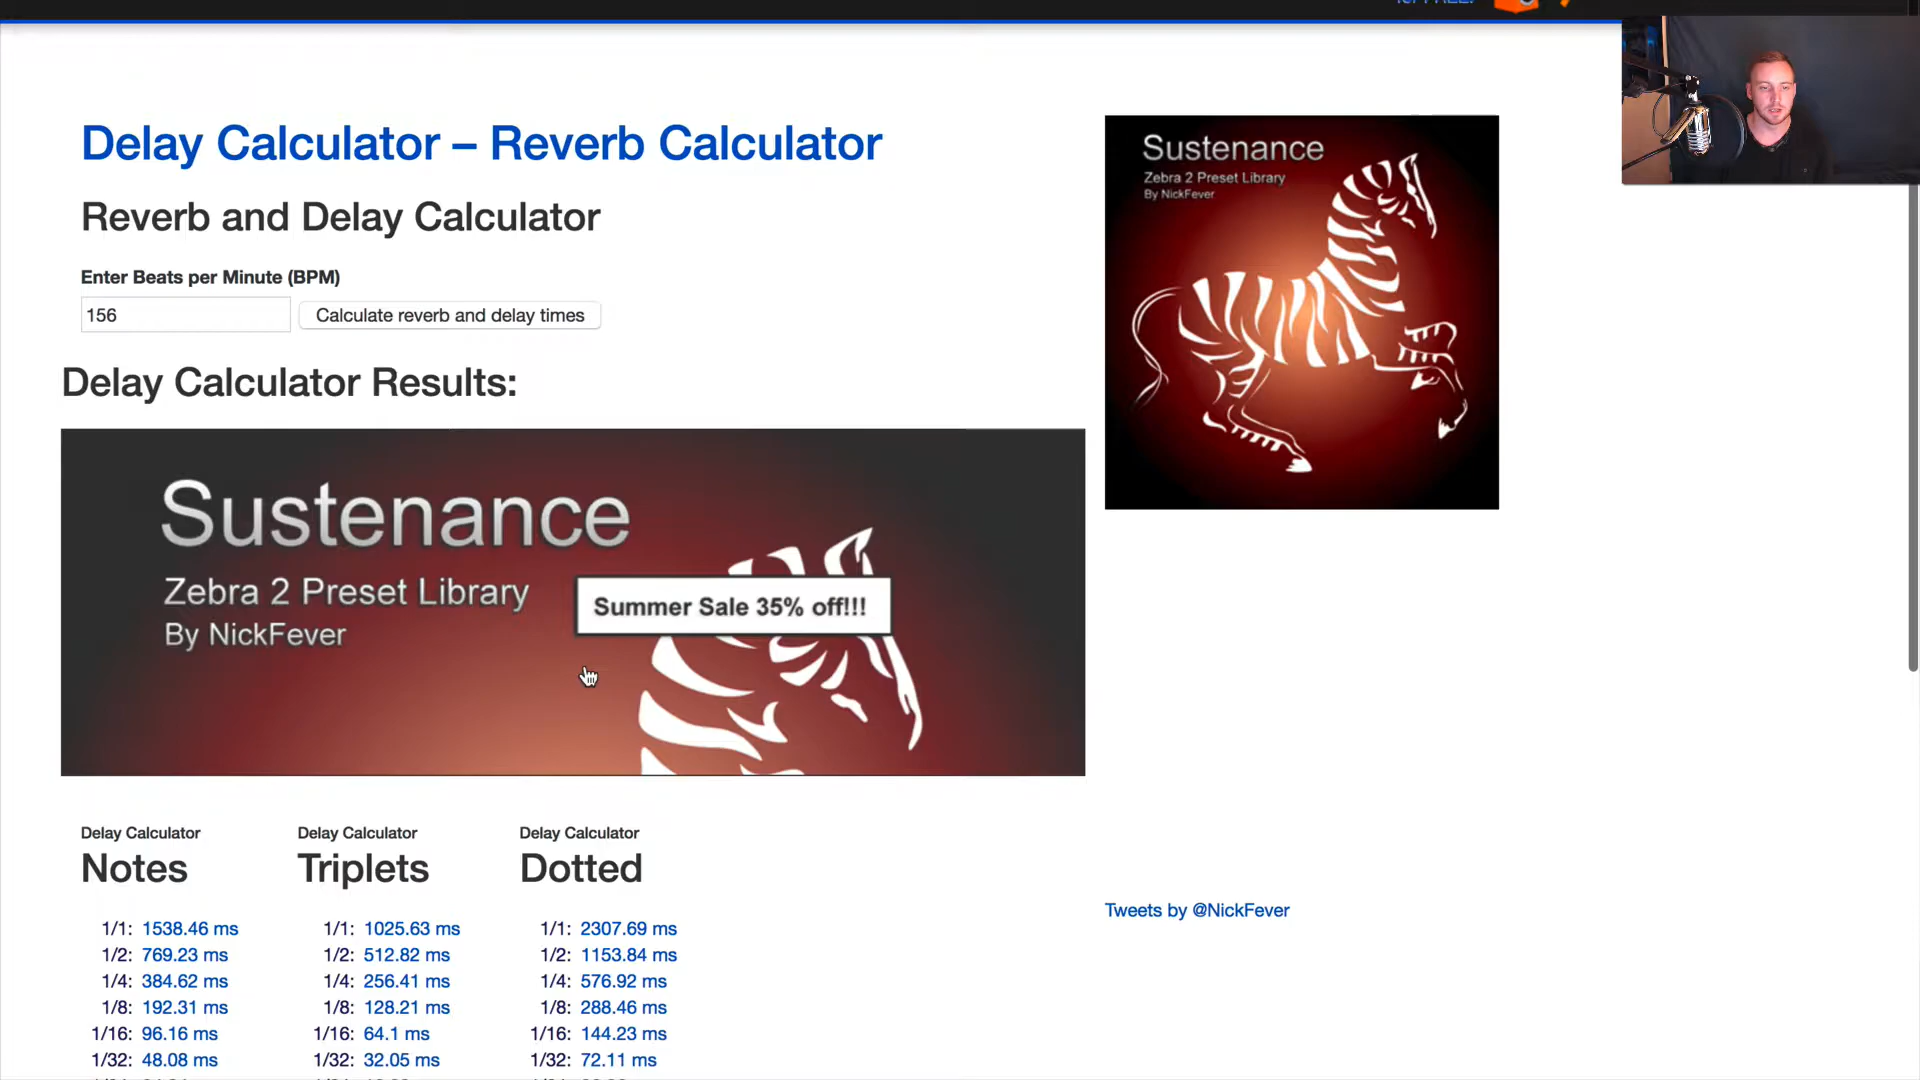 Delay Calculator – Reverb Calculator
Reverb and Delay Calculator
Enter Beats per Minute (BPM)
156
Calculate reverb and delay times
Delay Calculator Results:
Sustenance
Zebra 2 Preset Library
By NickFever
Summer Sale 35% off!!!
Sustenance
Zebra 2 Preset Library
By NickFever
Delay Calculator
Notes
1/1: 1538.46 ms
1/2: 769.23 ms
1/4: 384.62 ms
1/8: 192.31 ms
1/16: 96.16 ms
1/32: 48.08 ms
Delay Calculator
Triplets
1/1: 1025.63 ms
1/2: 512.82 ms
1/4: 256.41 ms
1/8: 128.21 ms
1/16: 64.1 ms
1/32: 32.05 ms
Delay Calculator
Dotted
1/1: 2307.69 ms
1/2: 1153.84 ms
1/4: 576.92 ms
1/8: 288.46 ms
1/16: 144.23 ms
1/32: 72.11 ms
Tweets by @NickFever